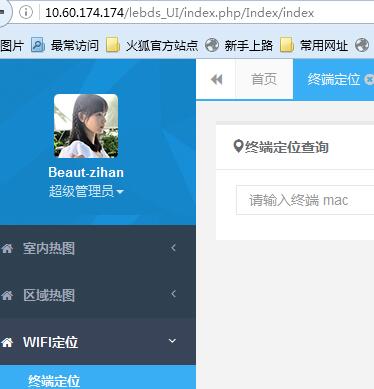 10.60.174.174/lebds_UI/index.php/Index/index
图片 最常访问 火狐官方站点 新手上路 常用网址
首页 终端定位
Beaut-zihan
超级管理员
终端定位查询
请输入终端 mac
室内热图
区域热图
WIFI定位
终端定位